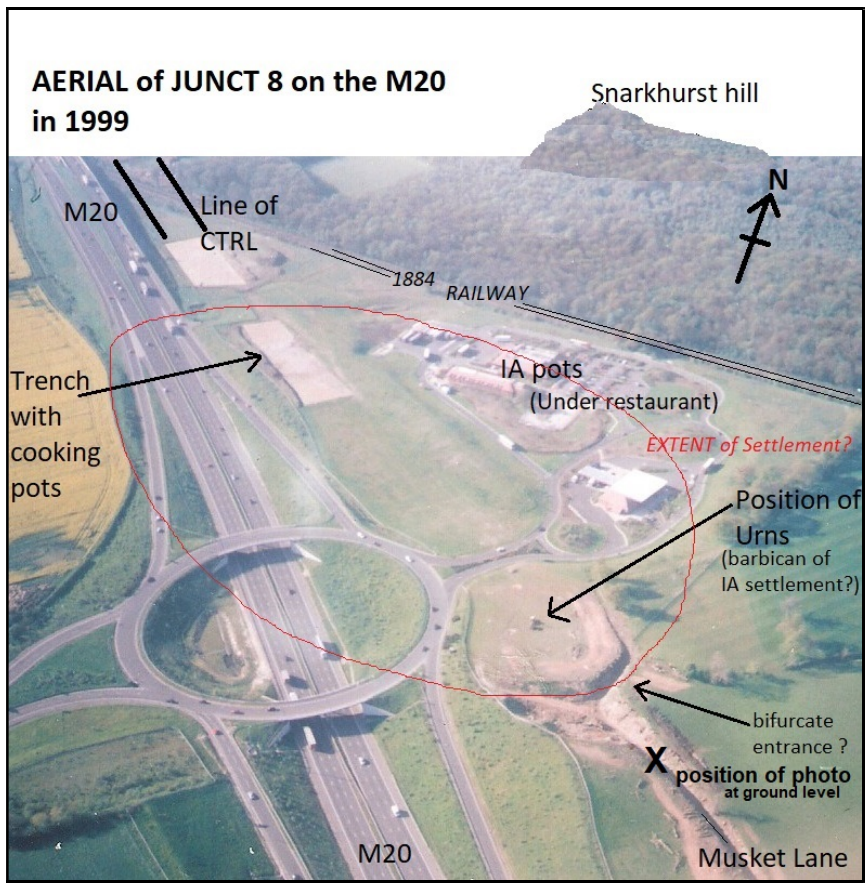 AERIAL of JUNCT 8 on the M20
in 1999
Snarkhurst hill
N
M20
Line of
CTRL
1884 RAILWAY
Trench
with
cooking
pots
IA pots
(Under restaurant)
EXTENT of Settlement?
Position of
Urns
(barbican of
IA settlement?)
bifurcate
entrance ?
X position of photo
at ground level
M20
Musket Lane